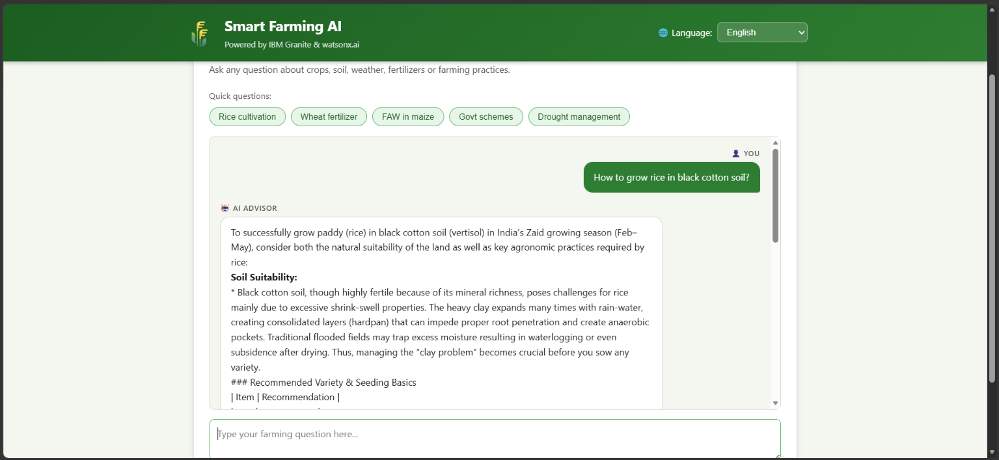 Smart Farming AI
Powered by IBM Granite & watsonx.ai
Language: English
Ask any question about crops, soil, weather, fertilizers or farming practices.
Quick questions:
Rice cultivation Wheat fertilizer FAW in maize Govt schemes Drought management
YOU
How to grow rice in black cotton soil?
AI ADVISOR
To successfully grow paddy (rice) in black cotton soil (vertisol) in India’s Zaid growing season (Feb–
May), consider both the natural suitability of the land as well as key agronomic practices required by
rice:
Soil Suitability:
* Black cotton soil, though highly fertile because of its mineral richness, poses challenges for rice
mainly due to excessive shrink-swell properties. The heavy clay expands many times with rain-water,
creating consolidated layers (hardpan) that can impede proper root penetration and create anaerobic
pockets. Traditional flooded fields may trap excess moisture resulting in waterlogging or even
subsidence after drying. Thus, managing the “clay problem” becomes crucial before you sow any
variety.
### Recommended Variety & Seeding Basics
| Item | Recommendation |
Type your farming question here...